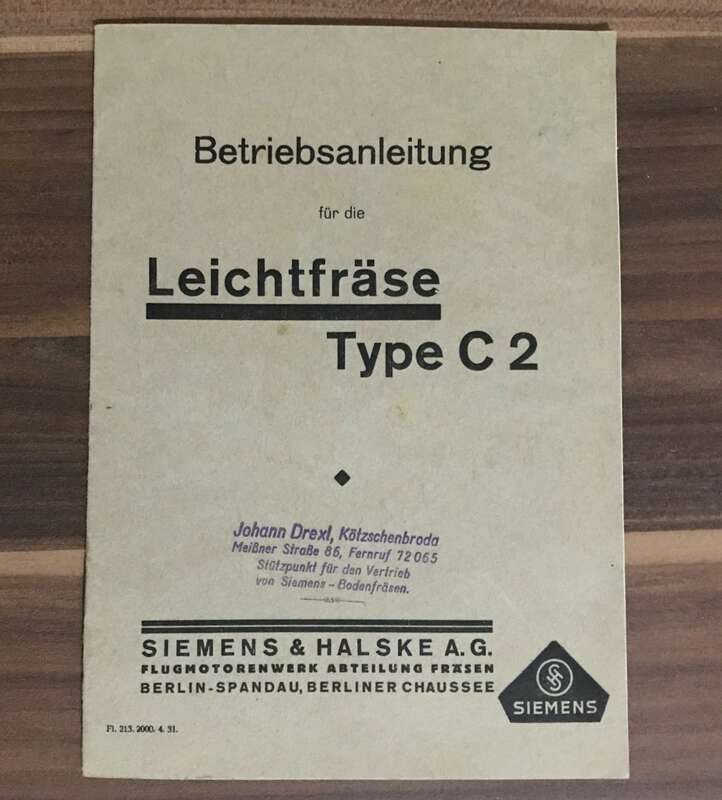 Betriebsanleitung
für die
Leichtfräse
Type C 2
Johann Drexl, Kötzschenbroda
Meißner Straße 86, Fernruf 72065
Stützpunkt für den Vertrieb
von Siemens - Bodenfräsen.
SIEMENS & HALSKE A.G.
FLUGMOTORENWERK ABTEILUNG FRÄSEN
BERLIN-SPANDAU, BERLINER CHAUSSEE
SIEMENS
Fl. 213. 2000. 4. 31.